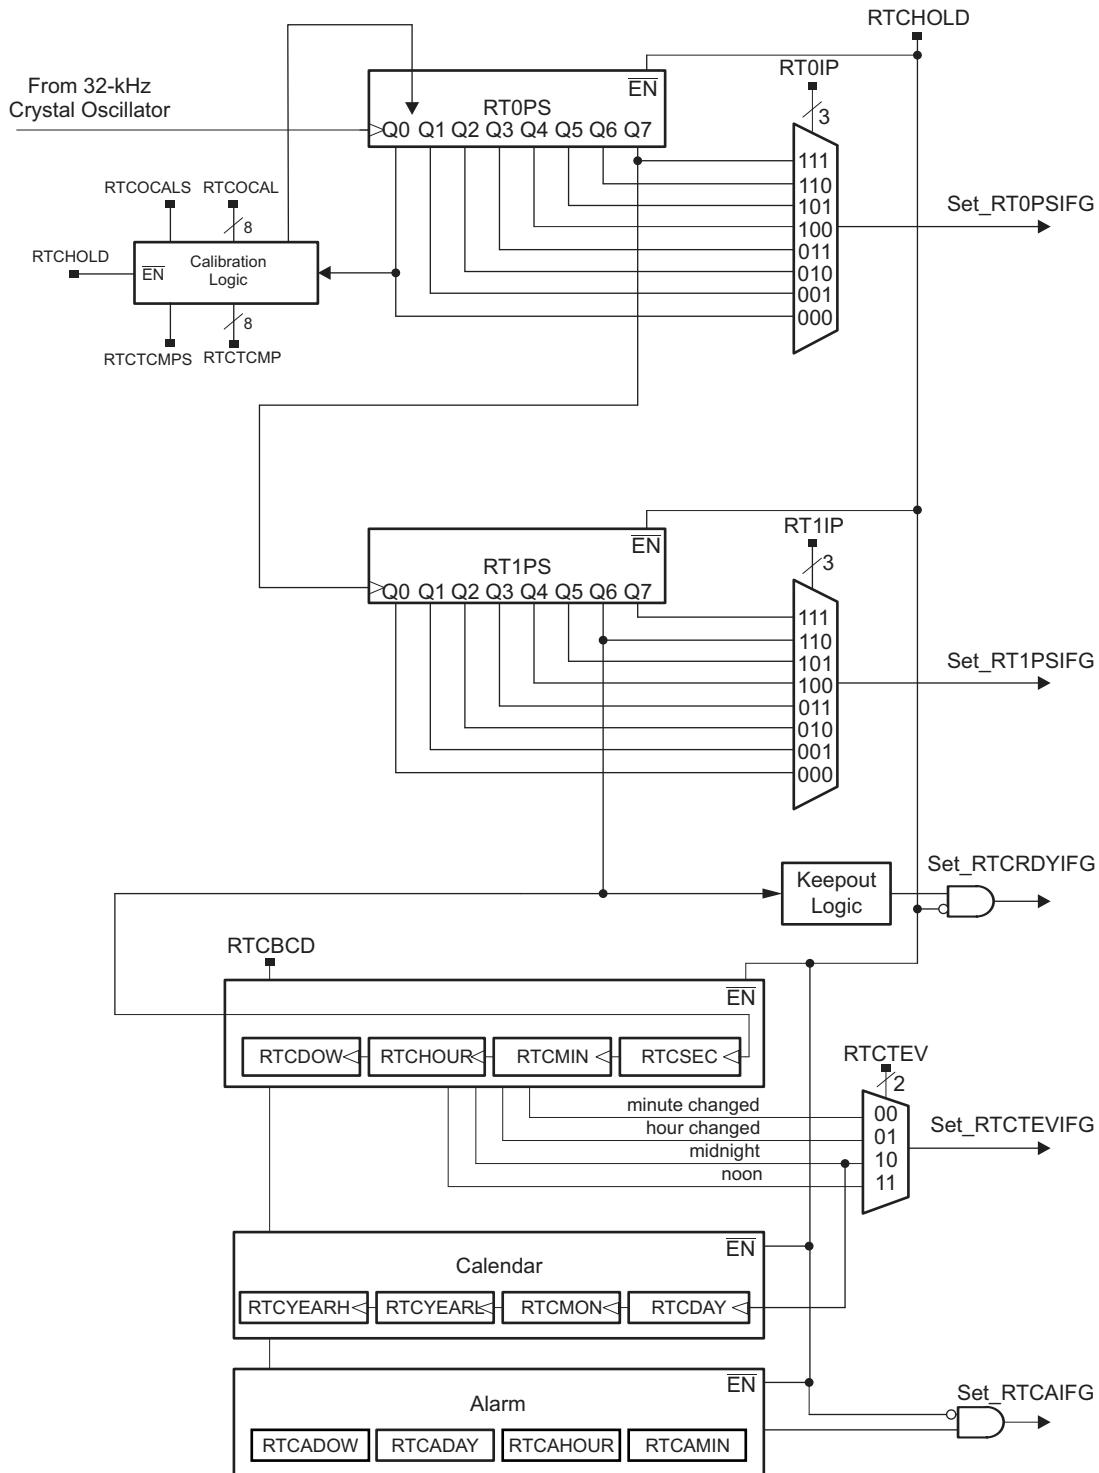 RTCHOLD
From 32-kHz
Crystal Oscillator
RT0IP
3
EN
RT0PS
Q0 Q1 Q2 Q3 Q4 Q5 Q6 Q7
111
110
101
100
011
010
001
000
Set_RT0PSIFG
RTCOCALS
RTCOCAL
8
RTCHOLD
EN
Calibration
Logic
8
RTCTCMPS
RTCTCMP
RT1IP
3
EN
RT1PS
Q0 Q1 Q2 Q3 Q4 Q5 Q6 Q7
111
110
101
100
011
010
001
000
Set_RT1PSIFG
Keepout
Logic
Set_RTCRDYIFG
RTCBCD
EN
RTCDOW
RTCHOUR
RTCMIN
RTCSEC
RTCTEV
2
minute changed
hour changed
midnight
noon
00
01
10
11
Set_RTCTEVIFG
EN
Calendar
RTCYEARH
RTCYEARL
RTCMON
RTCDAY
EN
Alarm
RTCADOW
RTCADAY
RTCAHOUR
RTCAMIN
Set_RTCAIFG